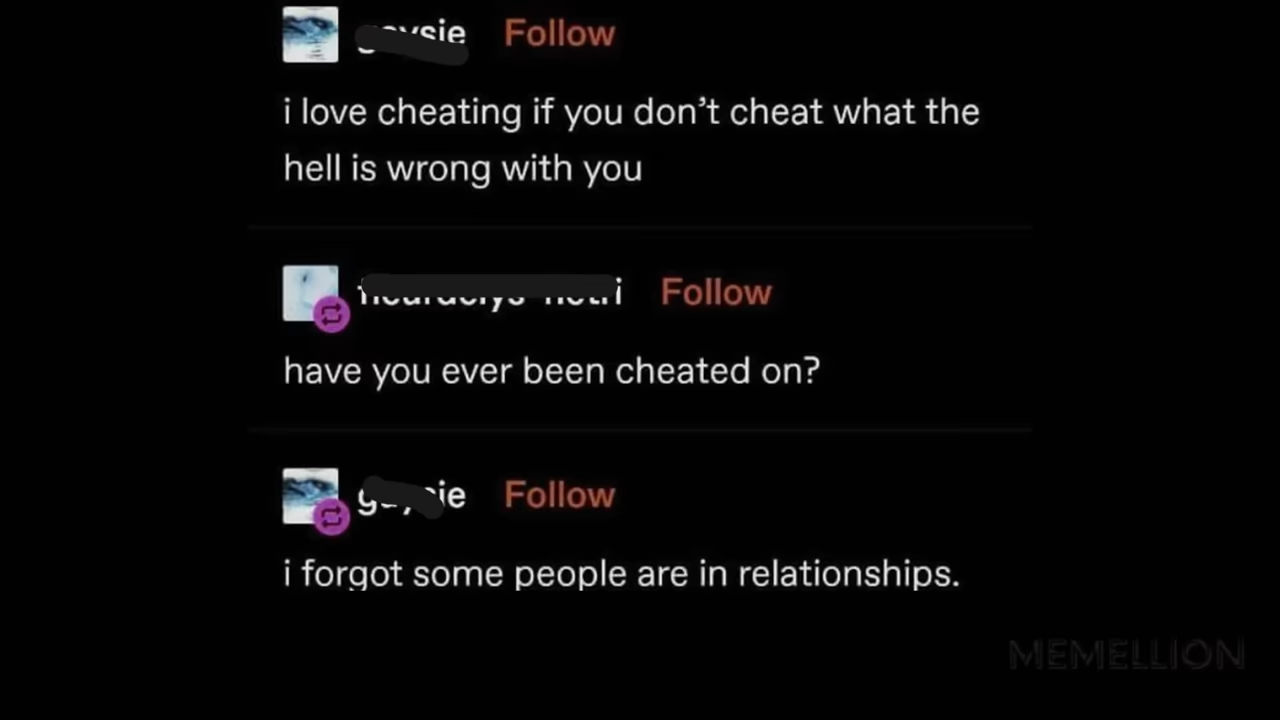 Follow
i love cheating if you don’t cheat what the
hell is wrong with you
Follow
have you ever been cheated on?
Follow
i forgot some people are in relationships.
MEMELLION